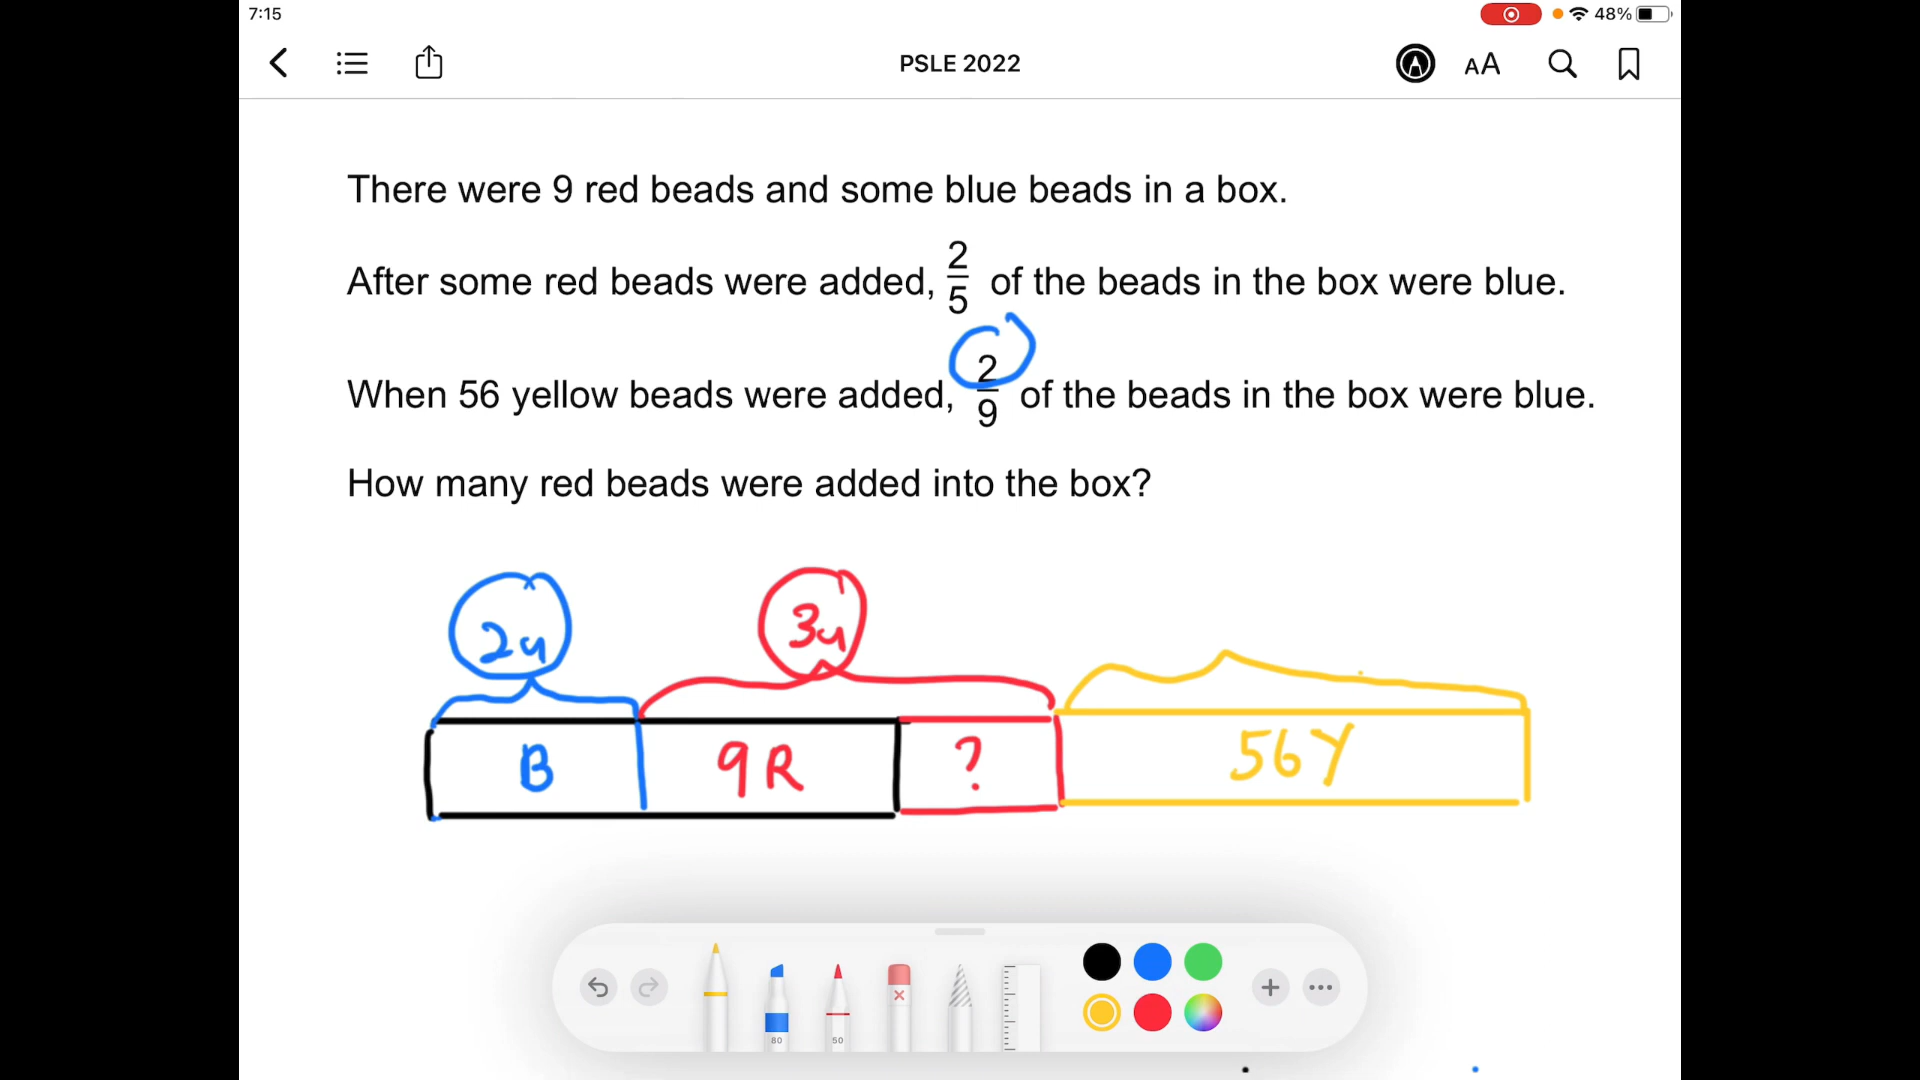 7:15 48%
PSLE 2022 AA
There were 9 red beads and some blue beads in a box.
After some red beads were added, 2/5 of the beads in the box were blue.
When 56 yellow beads were added, 2/9 of the beads in the box were blue.
How many red beads were added into the box?
2u 3u
B 9R ? 56Y
80 50